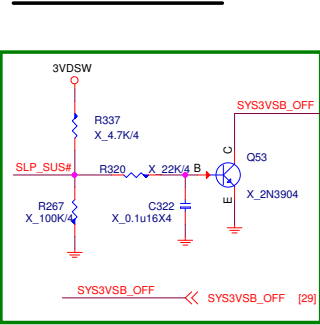 3VDSW
SYS3VSB_OFF
R337
X_4.7K/4
C
Q53
SLP_SUS#
R320
X_22K/4
B
X_2N3904
R267
X_100K/4
C322
X_0.1u16X4
E
SYS3VSB_OFF
SYS3VSB_OFF [29]